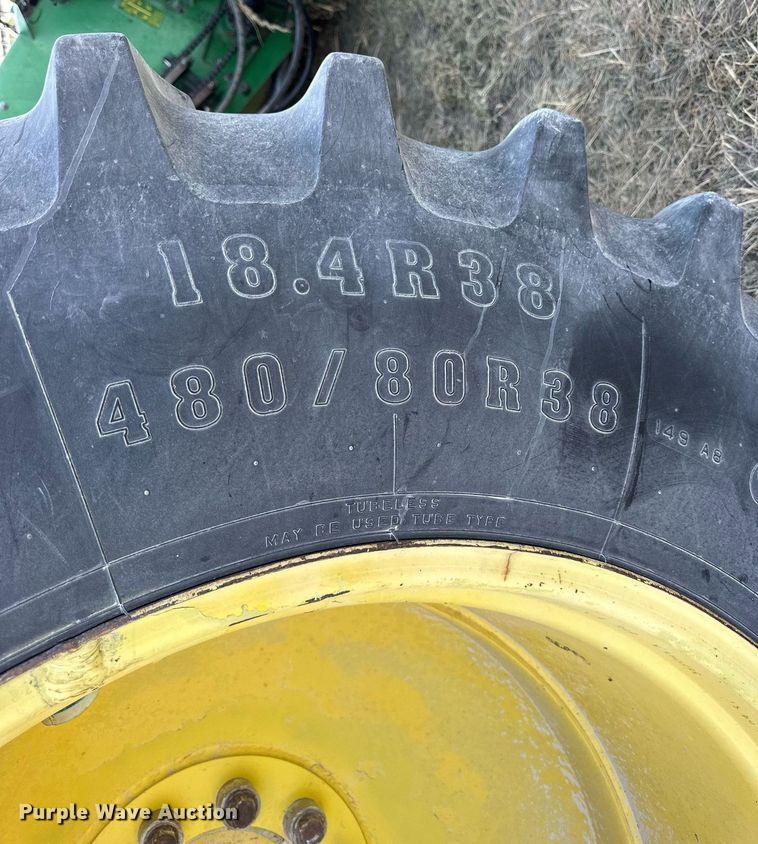 18.4R38
480/80R38
149 A8
TUBELESS
MAY BE USED TUBE TYPE
Purple Wave Auction